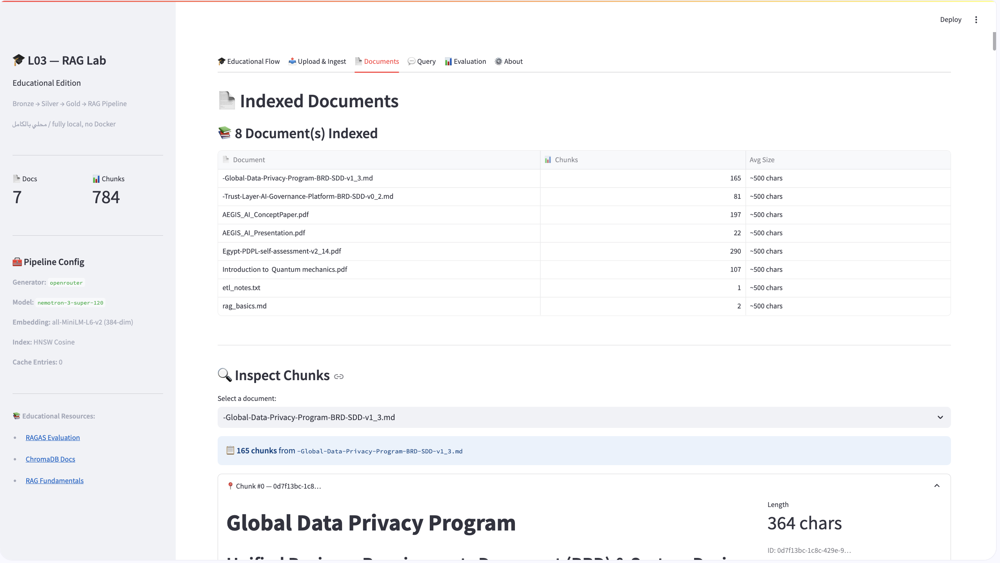 Deploy
L03 — RAG Lab
Educational Edition
Bronze → Silver → Gold → RAG Pipeline
محلي بالكامل / fully local, no Docker
Docs
7
Chunks
784
Pipeline Config
Generator: openrouter
Model: nemotron-3-super-120
Embedding: all-MiniLM-L6-v2 (384-dim)
Index: HNSW Cosine
Cache Entries: 0
Educational Resources:
• RAGAS Evaluation
• ChromaDB Docs
• RAG Fundamentals
Educational Flow Upload & Ingest Documents Query Evaluation About
Indexed Documents
8 Document(s) Indexed
Document Chunks Avg Size
-Global-Data-Privacy-Program-BRD-SDD-v1_3.md 165 ~500 chars
-Trust-Layer-AI-Governance-Platform-BRD-SDD-v0_2.md 81 ~500 chars
AEGIS_AI_ConceptPaper.pdf 197 ~500 chars
AEGIS_AI_Presentation.pdf 22 ~500 chars
Egypt-PDPL-self-assessment-v2_14.pdf 290 ~500 chars
Introduction to  Quantum mechanics.pdf 107 ~500 chars
etl_notes.txt 1 ~500 chars
rag_basics.md 2 ~500 chars
Inspect Chunks
Select a document:
-Global-Data-Privacy-Program-BRD-SDD-v1_3.md
165 chunks from -Global-Data-Privacy-Program-BRD-SDD-v1_3.md
Chunk #0 — 0d7f13bc-1c8…
Global Data Privacy Program
Length
364 chars
ID: 0d7f13bc-1c8c-429e-9…